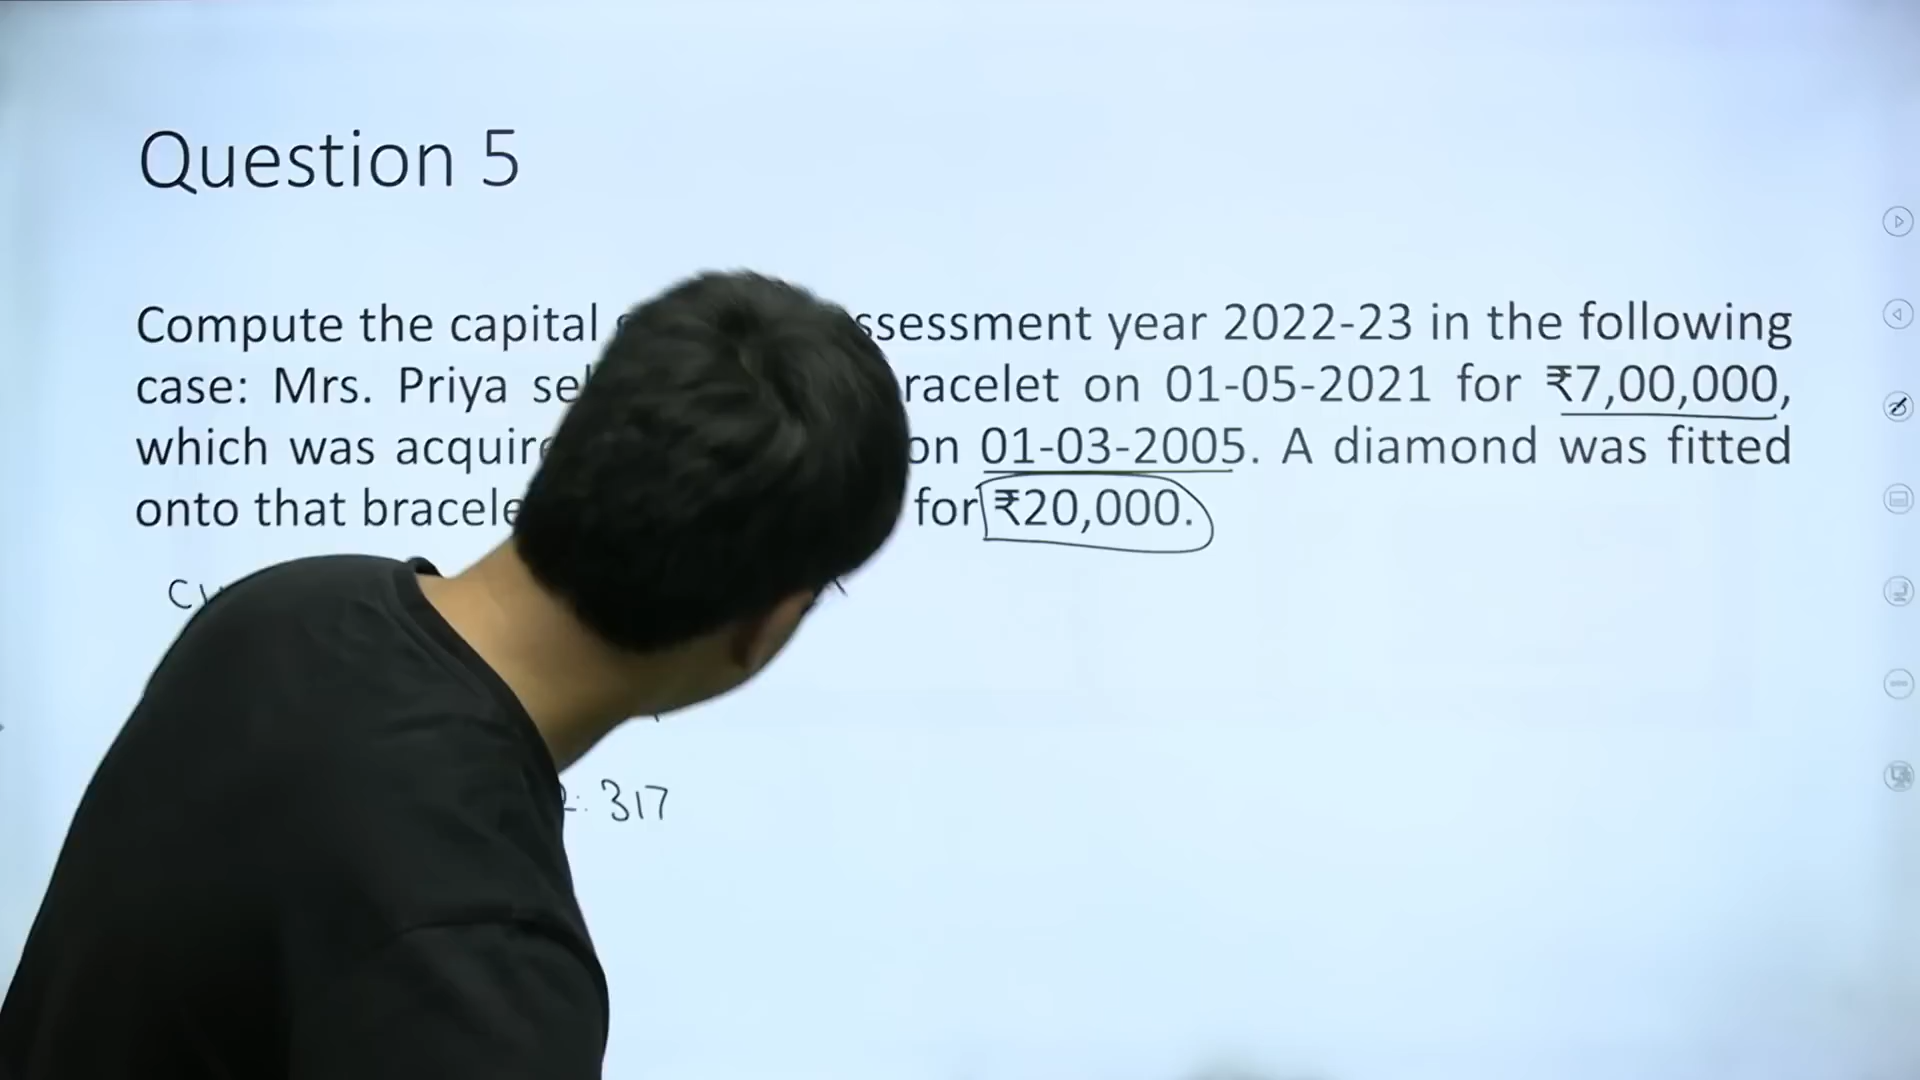 Question 5
Compute the capital ssessment year 2022-23 in the following
case: Mrs. Priya sel racelet on 01-05-2021 for ₹7,00,000,
which was acquire on 01-03-2005. A diamond was fitted
onto that bracele for ₹20,000.
: 317